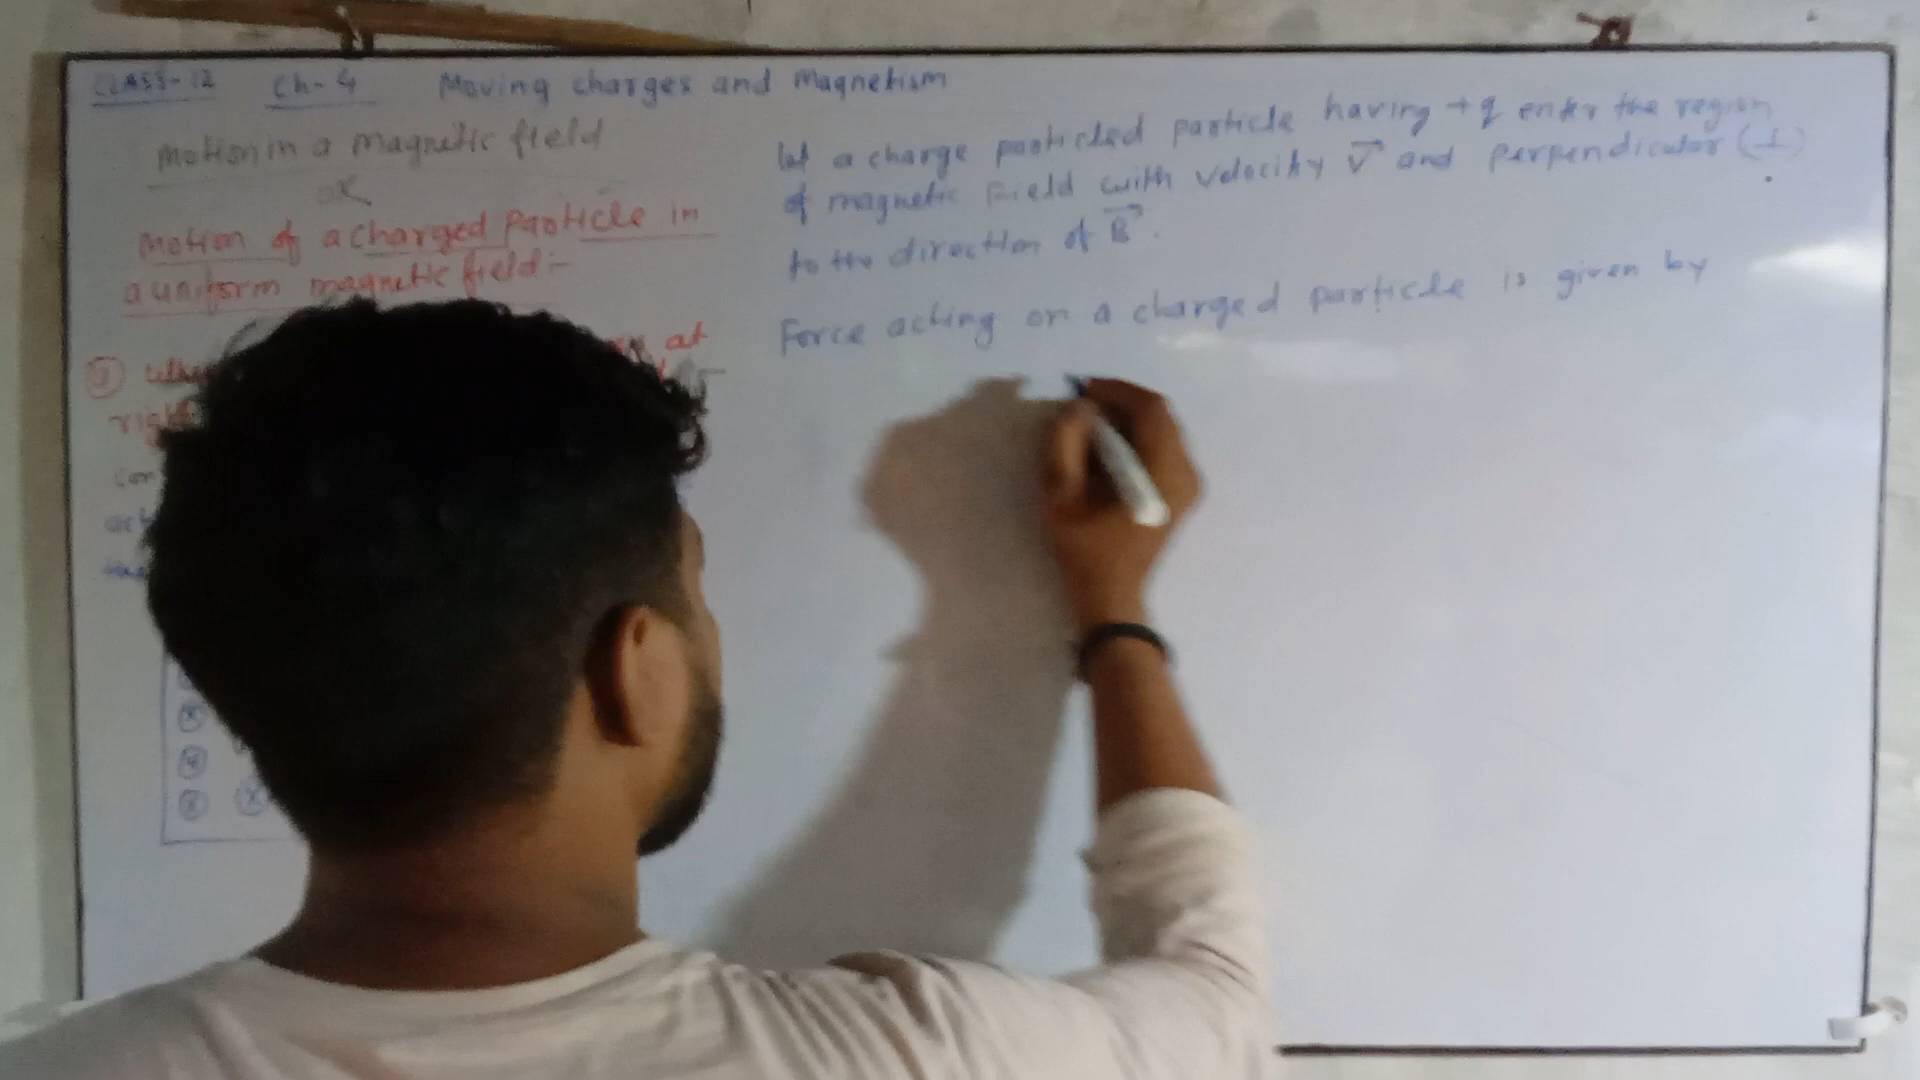 CLASS-12 Ch-4 Moving charges and Magnetism
Motion in a magnetic field
OR
Motion of a charged Particle in
a uniform magnetic field:-
① at
let a charge particled particle having +q enter the region
of magnetic Field with velocity V⃗ and perpendicular (⊥)
to the direction of B⃗.
Force acting on a charged particle is given by